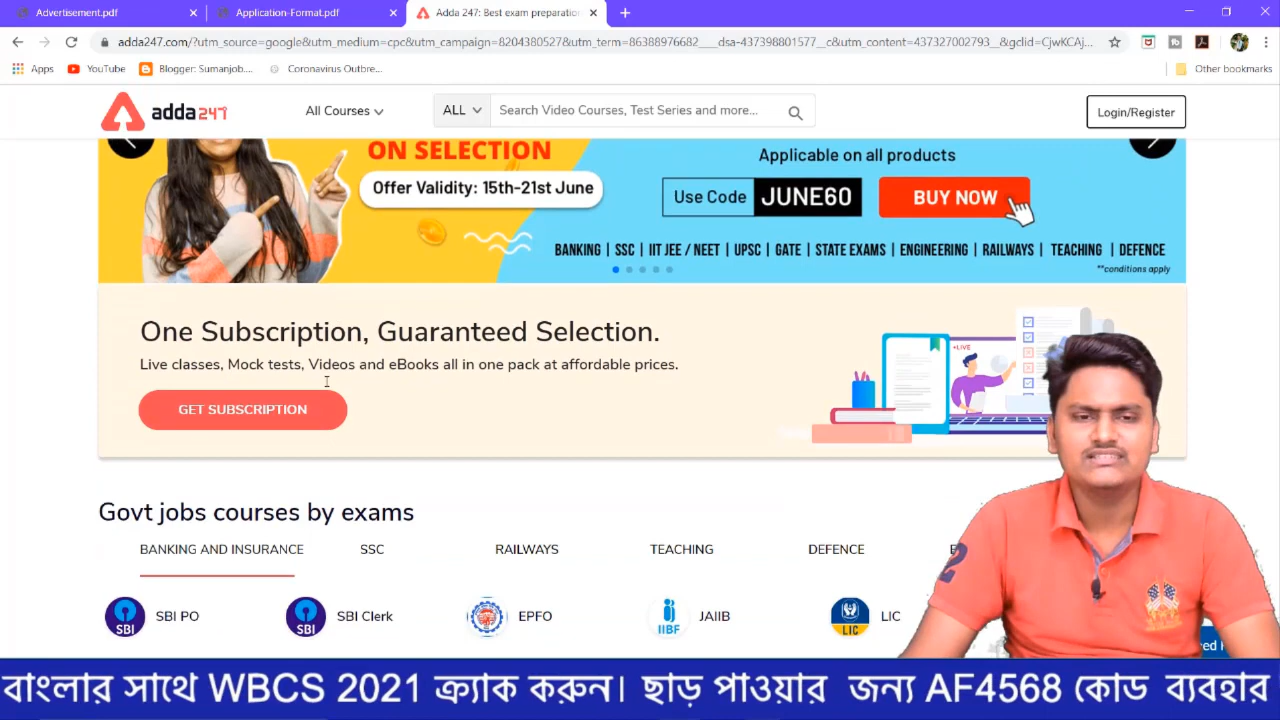 Advertisement.pdf
Application-Format.pdf
Adda 247: Best exam preparation
adda247.com/?utm_source=google&utm_medium=cpc&utm_campaign=8204380527&utm_term=86388976682___dsa-437398801577__c&utm_content=437327002793__&gclid=CjwKCAj...
Apps
YouTube
Blogger: Sumanjob....
Coronavirus Outbre...
Other bookmarks
adda247
All Courses
ALL
Search Video Courses, Test Series and more...
Login/Register
ON SELECTION
Offer Validity: 15th-21st June
Applicable on all products
Use Code JUNE60
BUY NOW
BANKING | SSC | IIT JEE / NEET | UPSC | GATE | STATE EXAMS | ENGINEERING | RAILWAYS | TEACHING | DEFENCE
**conditions apply
One Subscription, Guaranteed Selection.
Live classes, Mock tests, Videos and eBooks all in one pack at affordable prices.
GET SUBSCRIPTION
LIVE
Govt jobs courses by exams
BANKING AND INSURANCE
SSC
RAILWAYS
TEACHING
DEFENCE
SBI
SBI PO
SBI
SBI Clerk
EPFO
IIBF
JAIIB
LIC
LIC
2
বাংলার সাথে WBCS 2021 ক্র্যাক করুন। ছাড় পাওয়ার জন্য AF4568 কোড ব্যবহার